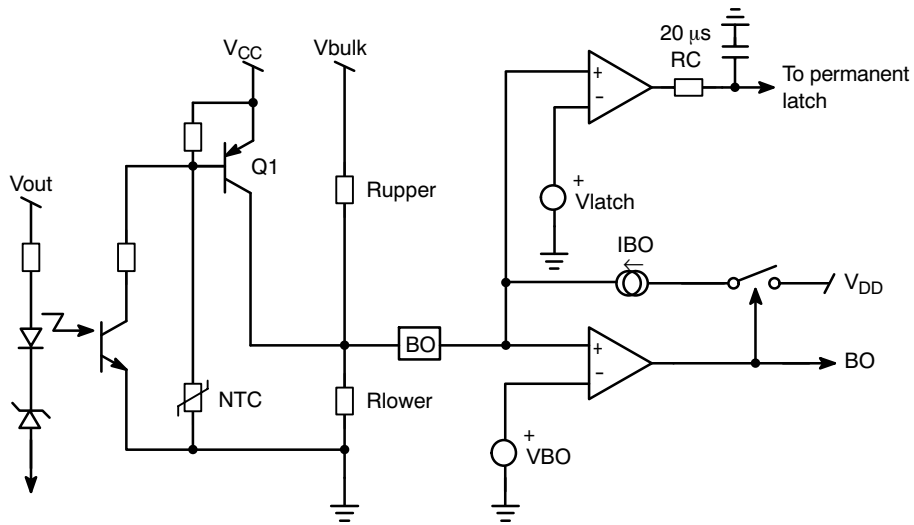 20 μs
RC
VCC
Vbulk
+
−
To permanent
latch
Q1
Vout
Rupper
+
Vlatch
IBO
VDD
BO
+
−
BO
NTC
Rlower
+
VBO